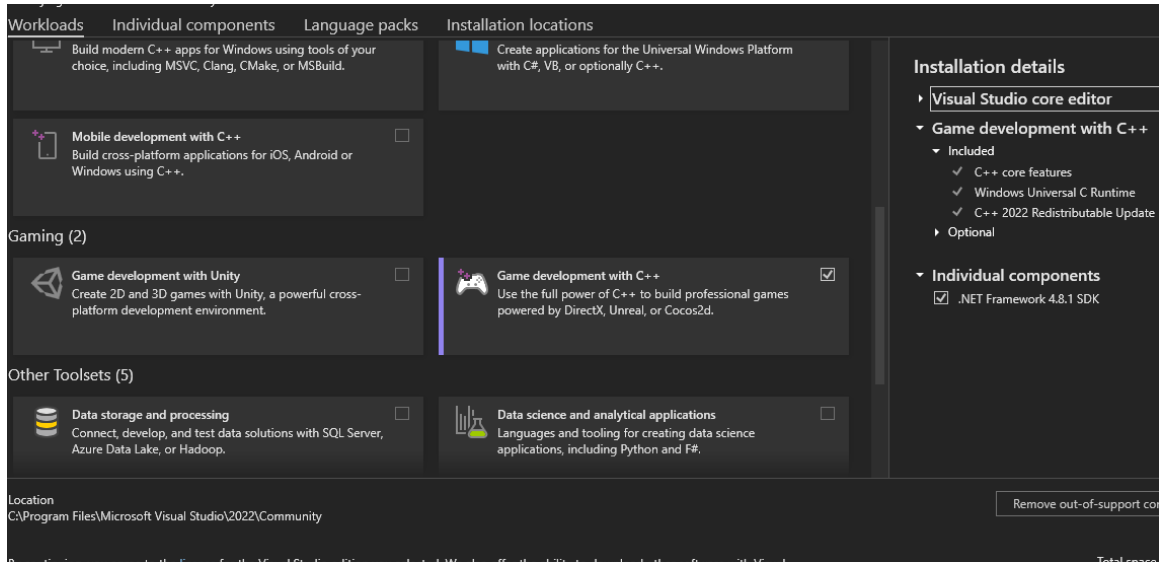 Workloads Individual components Language packs Installation locations
Build modern C++ apps for Windows using tools of your
choice, including MSVC, Clang, CMake, or MSBuild.
Create applications for the Universal Windows Platform
with C#, VB, or optionally C++.
Mobile development with C++
Build cross-platform applications for iOS, Android or
Windows using C++.
Gaming (2)
Game development with Unity
Create 2D and 3D games with Unity, a powerful cross-
platform development environment.
Game development with C++
Use the full power of C++ to build professional games
powered by DirectX, Unreal, or Cocos2d.
Other Toolsets (5)
Data storage and processing
Connect, develop, and test data solutions with SQL Server,
Azure Data Lake, or Hadoop.
Data science and analytical applications
Languages and tooling for creating data science
applications, including Python and F#.
Installation details
Visual Studio core editor
Game development with C++
Included
C++ core features
Windows Universal C Runtime
C++ 2022 Redistributable Update
Optional
Individual components
.NET Framework 4.8.1 SDK
Location
C:\Program Files\Microsoft Visual Studio\2022\Community
Remove out-of-support
Total space